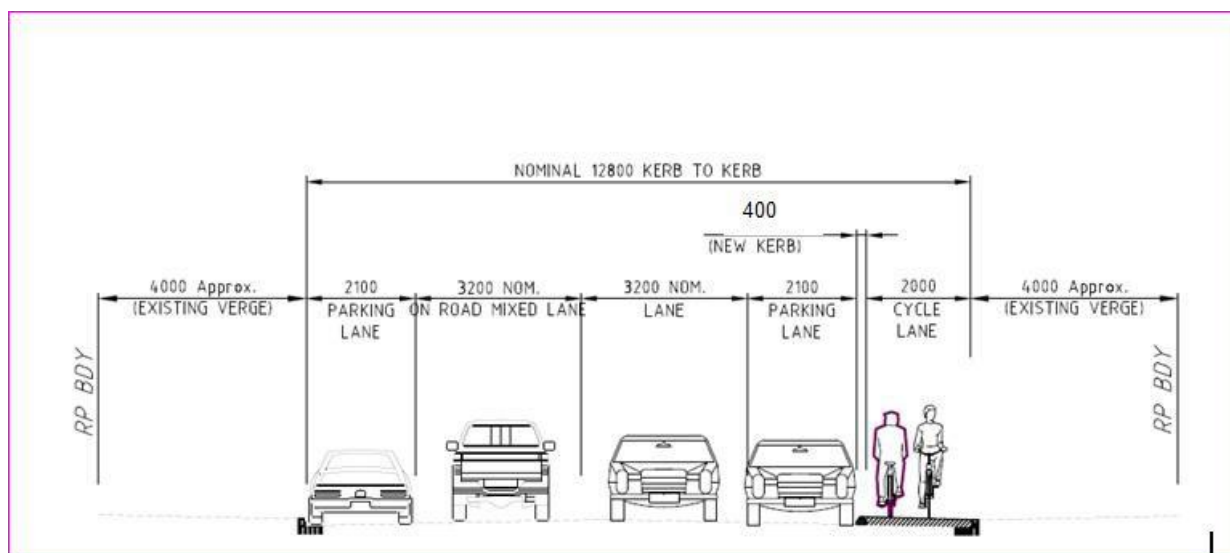 NOMINAL 12800 KERB TO KERB
400
(NEW KERB)
4000 Approx.
(EXISTING VERGE)
2100
PARKING
LANE
3200 NOM.
ON ROAD MIXED LANE
3200 NOM.
LANE
2100
PARKING
LANE
2000
CYCLE
LANE
4000 Approx.
(EXISTING VERGE)
RP BDY
RP BDY